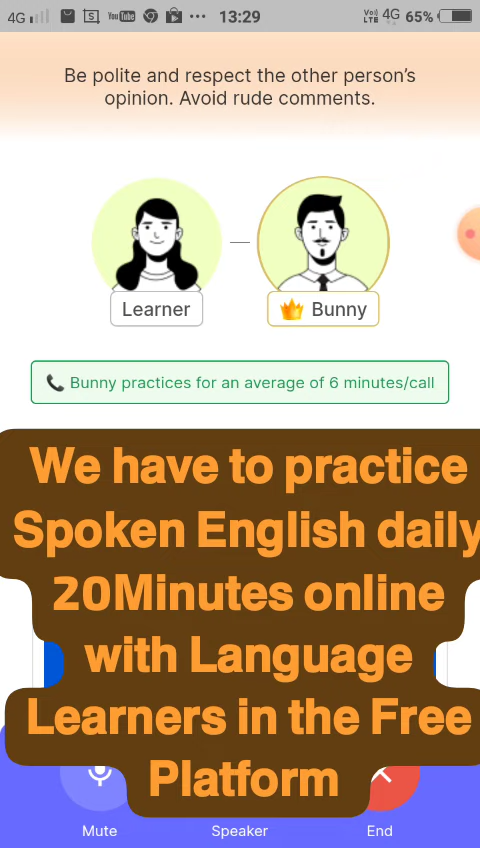 4G 13:29 4G 65%
Be polite and respect the other person's
opinion. Avoid rude comments.
Learner
Bunny
Bunny practices for an average of 6 minutes/call
We have to practice
Spoken English daily
20Minutes online
with Language
Learners in the Free
Platform
Mute Speaker End